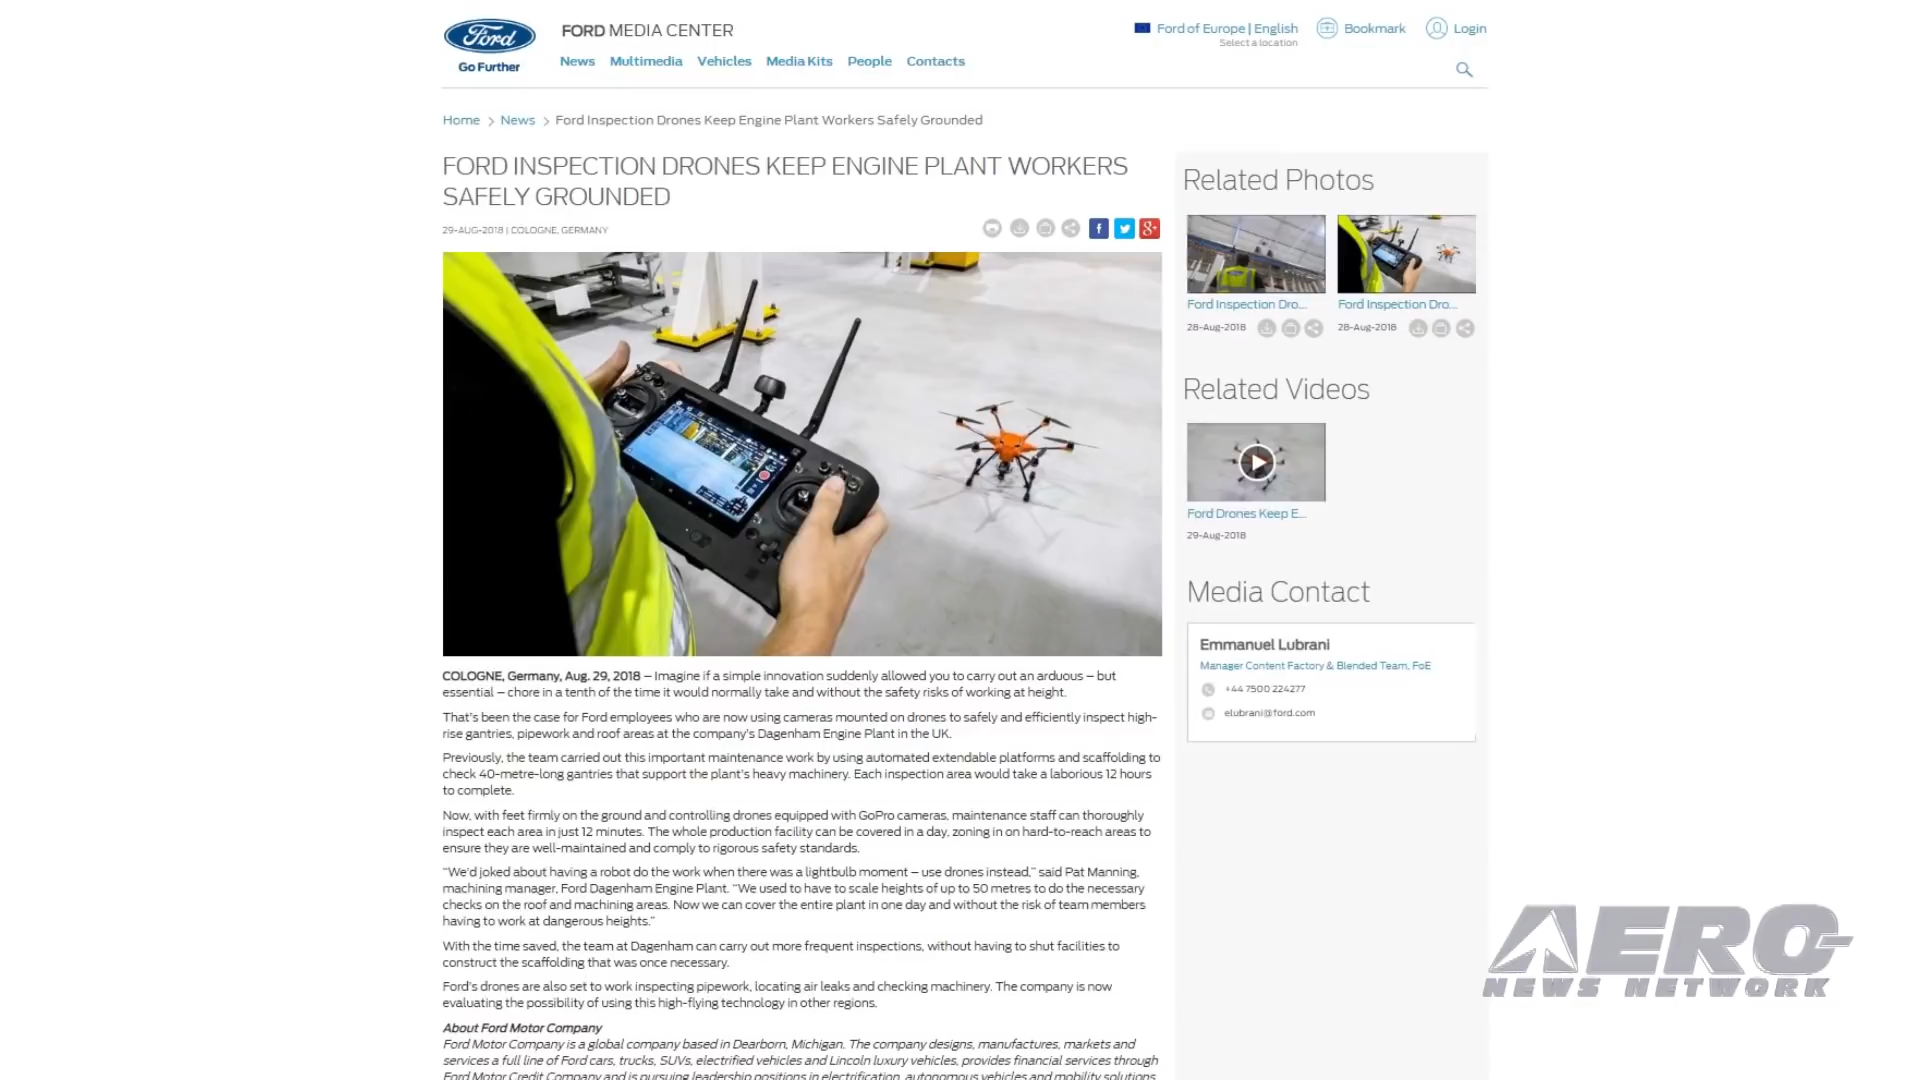 Ford
Go Further
FORD MEDIA CENTER
News Multimedia Vehicles Media Kits People Contacts
Ford of Europe | English
Select a location
Bookmark
Login
Home > News > Ford Inspection Drones Keep Engine Plant Workers Safely Grounded
FORD INSPECTION DRONES KEEP ENGINE PLANT WORKERS
SAFELY GROUNDED
29-AUG-2018 | COLOGNE, GERMANY
COLOGNE, Germany, Aug. 29, 2018 – Imagine if a simple innovation suddenly allowed you to carry out an arduous – but
essential – chore in a tenth of the time it would normally take and without the safety risks of working at height.
That's been the case for Ford employees who are now using cameras mounted on drones to safely and efficiently inspect high-
rise gantries, pipework and roof areas at the company's Dagenham Engine Plant in the UK.
Previously, the team carried out this important maintenance work by using automated extendable platforms and scaffolding to
check 40-metre-long gantries that support the plant's heavy machinery. Each inspection area would take a laborious 12 hours
to complete.
Now, with feet firmly on the ground and controlling drones equipped with GoPro cameras, maintenance staff can thoroughly
inspect each area in just 12 minutes. The whole production facility can be covered in a day, zoning in on hard-to-reach areas to
ensure they are well-maintained and comply to rigorous safety standards.
"We'd joked about having a robot do the work when there was a lightbulb moment – use drones instead," said Pat Manning,
machining manager, Ford Dagenham Engine Plant. "We used to have to scale heights of up to 50 metres to do the necessary
checks on the roof and machining areas. Now we can cover the entire plant in one day and without the risk of team members
having to work at dangerous heights."
With the time saved, the team at Dagenham can carry out more frequent inspections, without having to shut facilities to
construct the scaffolding that was once necessary.
Ford's drones are also set to work inspecting pipework, locating air leaks and checking machinery. The company is now
evaluating the possibility of using this high-flying technology in other regions.
About Ford Motor Company
Ford Motor Company is a global company based in Dearborn, Michigan. The company designs, manufactures, markets and
services a full line of Ford cars, trucks, SUVs, electrified vehicles and Lincoln luxury vehicles, provides financial services through
Ford Motor Credit Company and is pursuing leadership positions in electrification, autonomous vehicles and mobility solutions.
Related Photos
Ford Inspection Dro... Ford Inspection Dro...
28-Aug-2018 28-Aug-2018
Related Videos
Ford Drones Keep E...
29-Aug-2018
Media Contact
Emmanuel Lubrani
Manager Content Factory & Blended Team, FoE
+44 7500 224277
elubrani@ford.com
AERO-
NEWS NETWORK